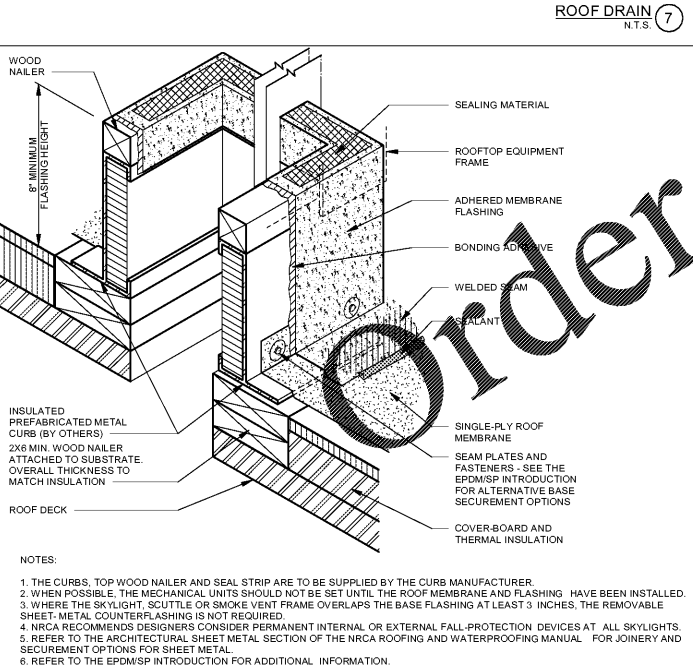 ROOF DRAIN 7
N.T.S.
WOOD
NAILER
8" MINIMUM
FLASHING HEIGHT
SEALING MATERIAL
ROOFTOP EQUIPMENT
FRAME
ADHERED MEMBRANE
FLASHING
BONDING ADHESIVE
WELDED SEAM
SEALANT
Order
INSULATED
PREFABRICATED METAL
CURB (BY OTHERS)
2X6 MIN. WOOD NAILER
ATTACHED TO SUBSTRATE.
OVERALL THICKNESS TO
MATCH INSULATION
ROOF DECK
SINGLE-PLY ROOF
MEMBRANE
SEAM PLATES AND
FASTENERS - SEE THE
EPDM/SP INTRODUCTION
FOR ALTERNATIVE BASE
SECUREMENT OPTIONS
COVER-BOARD AND
THERMAL INSULATION
NOTES:
1. THE CURBS, TOP WOOD NAILER AND SEAL STRIP ARE TO BE SUPPLIED BY THE CURB MANUFACTURER.
2. WHEN POSSIBLE, THE MECHANICAL UNITS SHOULD NOT BE SET UNTIL THE ROOF MEMBRANE AND FLASHING HAVE BEEN INSTALLED.
3. WHERE THE SKYLIGHT, SCUTTLE OR SMOKE VENT FRAME OVERLAPS THE BASE FLASHING AT LEAST 3 INCHES, THE REMOVABLE
SHEET- METAL COUNTERFLASHING IS NOT REQUIRED.
4. NRCA RECOMMENDS DESIGNERS CONSIDER PERMANENT INTERNAL OR EXTERNAL FALL-PROTECTION DEVICES AT ALL SKYLIGHTS.
5. REFER TO THE ARCHITECTURAL SHEET METAL SECTION OF THE NRCA ROOFING AND WATERPROOFING MANUAL FOR JOINERY AND
SECUREMENT OPTIONS FOR SHEET METAL.
6. REFER TO THE EPDM/SP INTRODUCTION FOR ADDITIONAL INFORMATION.